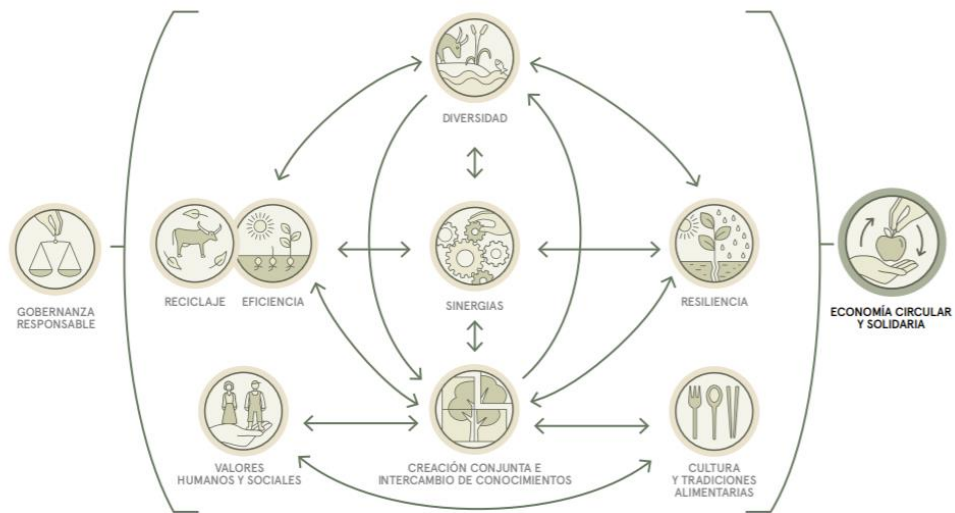 DIVERSIDAD
GOBERNANZA
RESPONSABLE
RECICLAJE
EFICIENCIA
SINERGIAS
RESILIENCIA
ECONOMÍA CIRCULAR
Y SOLIDARIA
VALORES
HUMANOS Y SOCIALES
CREACIÓN CONJUNTA E
INTERCAMBIO DE CONOCIMIENTOS
CULTURA
Y TRADICIONES
ALIMENTARIAS